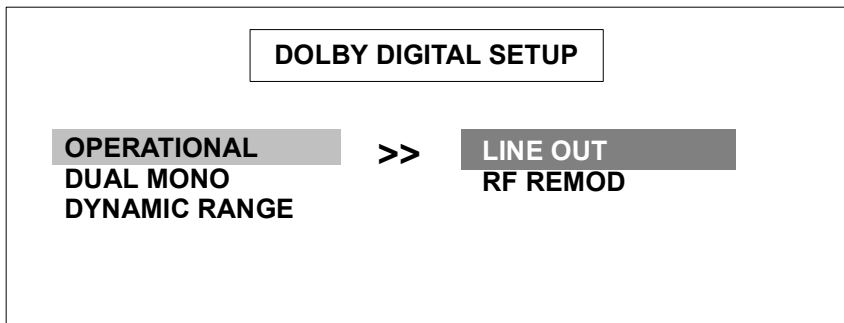 DOLBY DIGITAL SETUP
OPERATIONAL >> LINE OUT
DUAL MONO RF REMOD
DYNAMIC RANGE